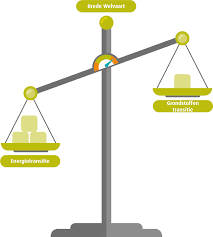 Brede Welvaart
Grondstoffen
transitie
Energietransitie